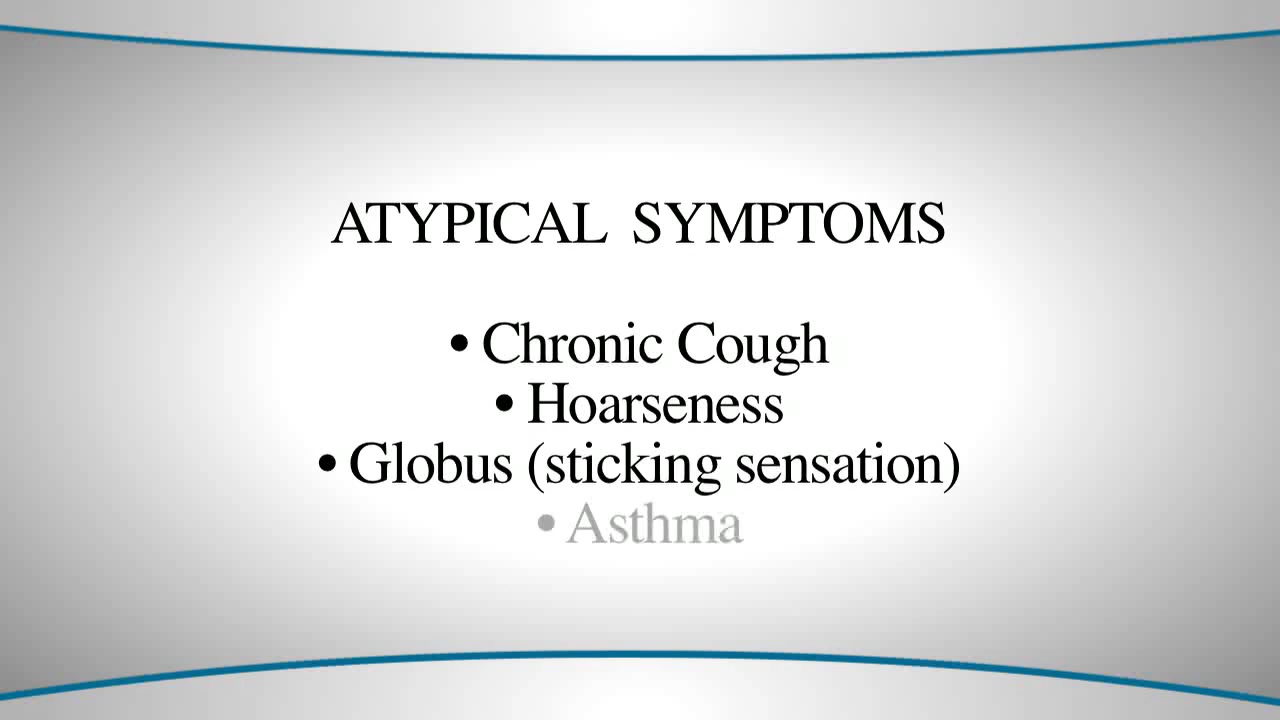 ATYPICAL SYMPTOMS
• Chronic Cough
• Hoarseness
• Globus (sticking sensation)
• Asthma